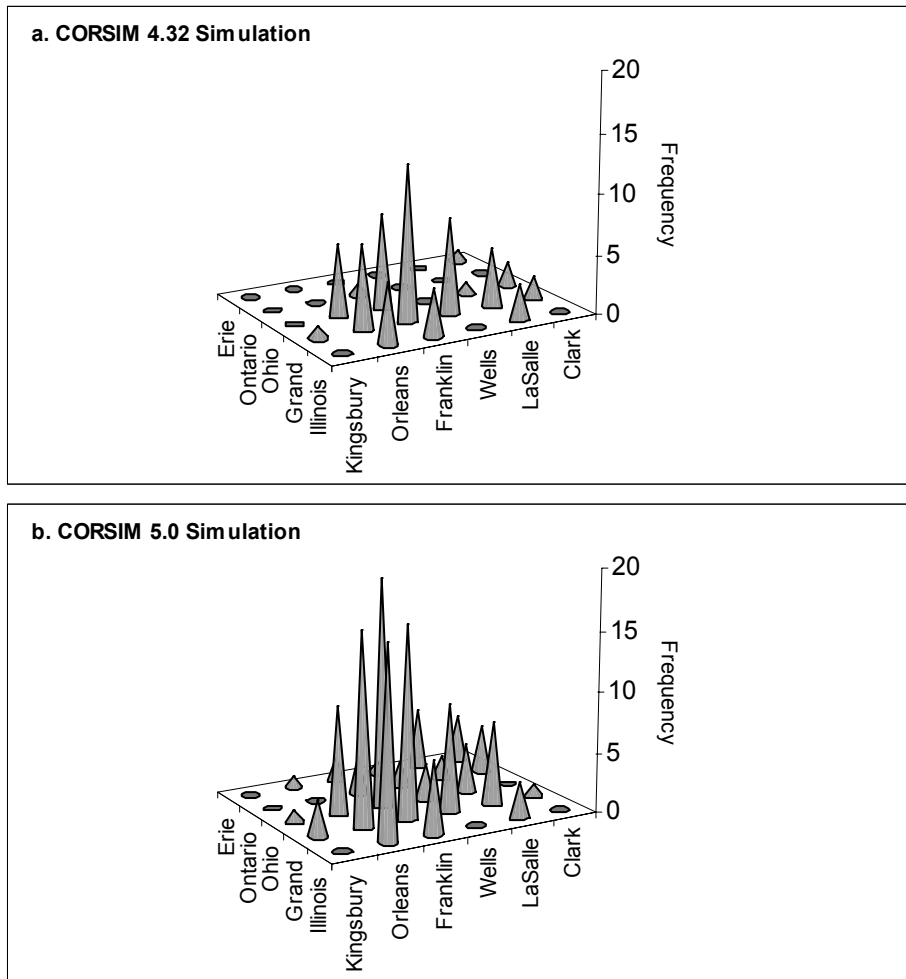 a. CORSIM 4.32 Simulation
20
15
10
5
0
Frequency
Erie
Ontario
Ohio
Grand
Illinois
Kingsbury
Orleans
Franklin
Wells
LaSalle
Clark
b. CORSIM 5.0 Simulation
20
15
10
5
0
Frequency
Erie
Ontario
Ohio
Grand
Illinois
Kingsbury
Orleans
Franklin
Wells
LaSalle
Clark